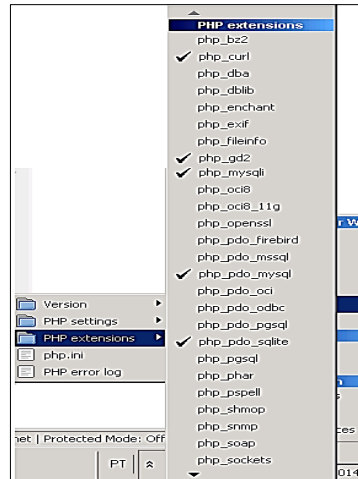 PHP extensions
php_bz2
php_curl
php_dba
php_dblib
php_enchant
php_exif
php_fileinfo
php_gd2
php_mysqli
php_oci8
php_oci8_11g
php_openssl
php_pdo_firebird
php_pdo_mssql
php_pdo_mysql
php_pdo_oci
php_pdo_odbc
php_pdo_pgsql
php_pdo_sqlite
php_pgsql
php_phar
php_pspell
php_shmop
php_snmp
php_soap
php_sockets
Version
PHP settings
PHP extensions
php.ini
PHP error log
net | Protected Mode: Off
PT
r W
n
s
ces
014